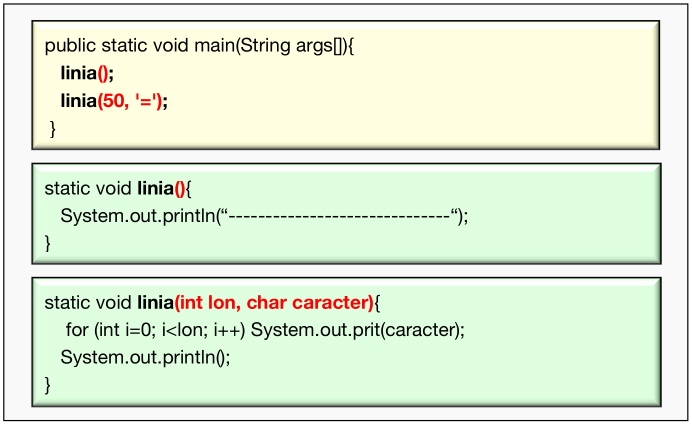 public static void main(String args[]){
linia();
linia(50, '=');
}
static void linia(){
System.out.println(“------------------------------“);
}
static void linia(int lon, char caracter){
for (int i=0; i<lon; i++) System.out.prit(caracter);
System.out.println();
}